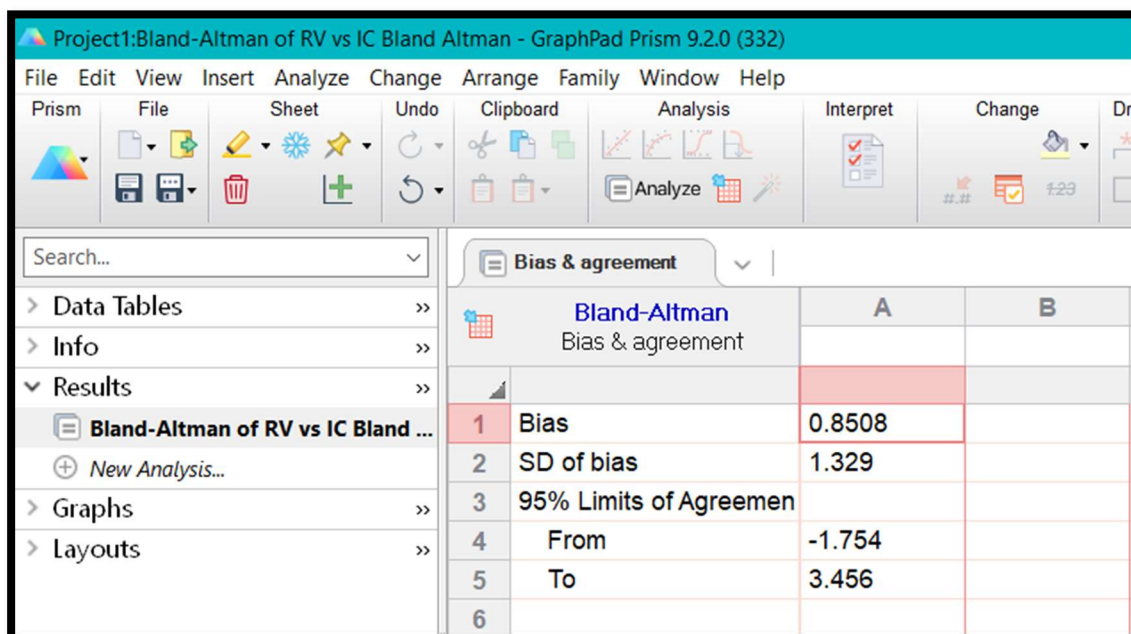 Project1:Bland-Altman of RV vs IC Bland Altman - GraphPad Prism 9.2.0 (332)
File Edit View Insert Analyze Change Arrange Family Window Help
Prism File Sheet Undo Clipboard Analysis Interpret Change Dr
Analyze #.# 123
Search...
Bias & agreement
Data Tables
Info
Results
Bland-Altman of RV vs IC Bland ...
New Analysis...
Graphs
Layouts
Bland-Altman A B
Bias & agreement
1 Bias 0.8508
2 SD of bias 1.329
3 95% Limits of Agreemen
4 From -1.754
5 To 3.456
6